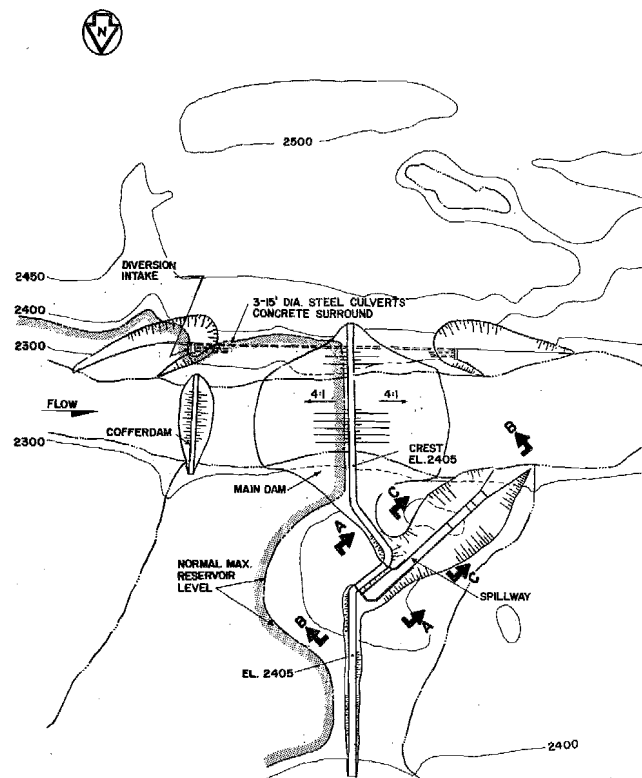 N
2500
DIVERSION
INTAKE
2450
2400
2300
3-15' DIA. STEEL CULVERTS
CONCRETE SURROUND
4:1
4:1
FLOW
2300
COFFERDAM
CREST
EL. 2405
MAIN DAM
B
C
A
NORMAL MAX.
RESERVOIR
LEVEL
C
SPILLWAY
A
B
EL. 2405
2400